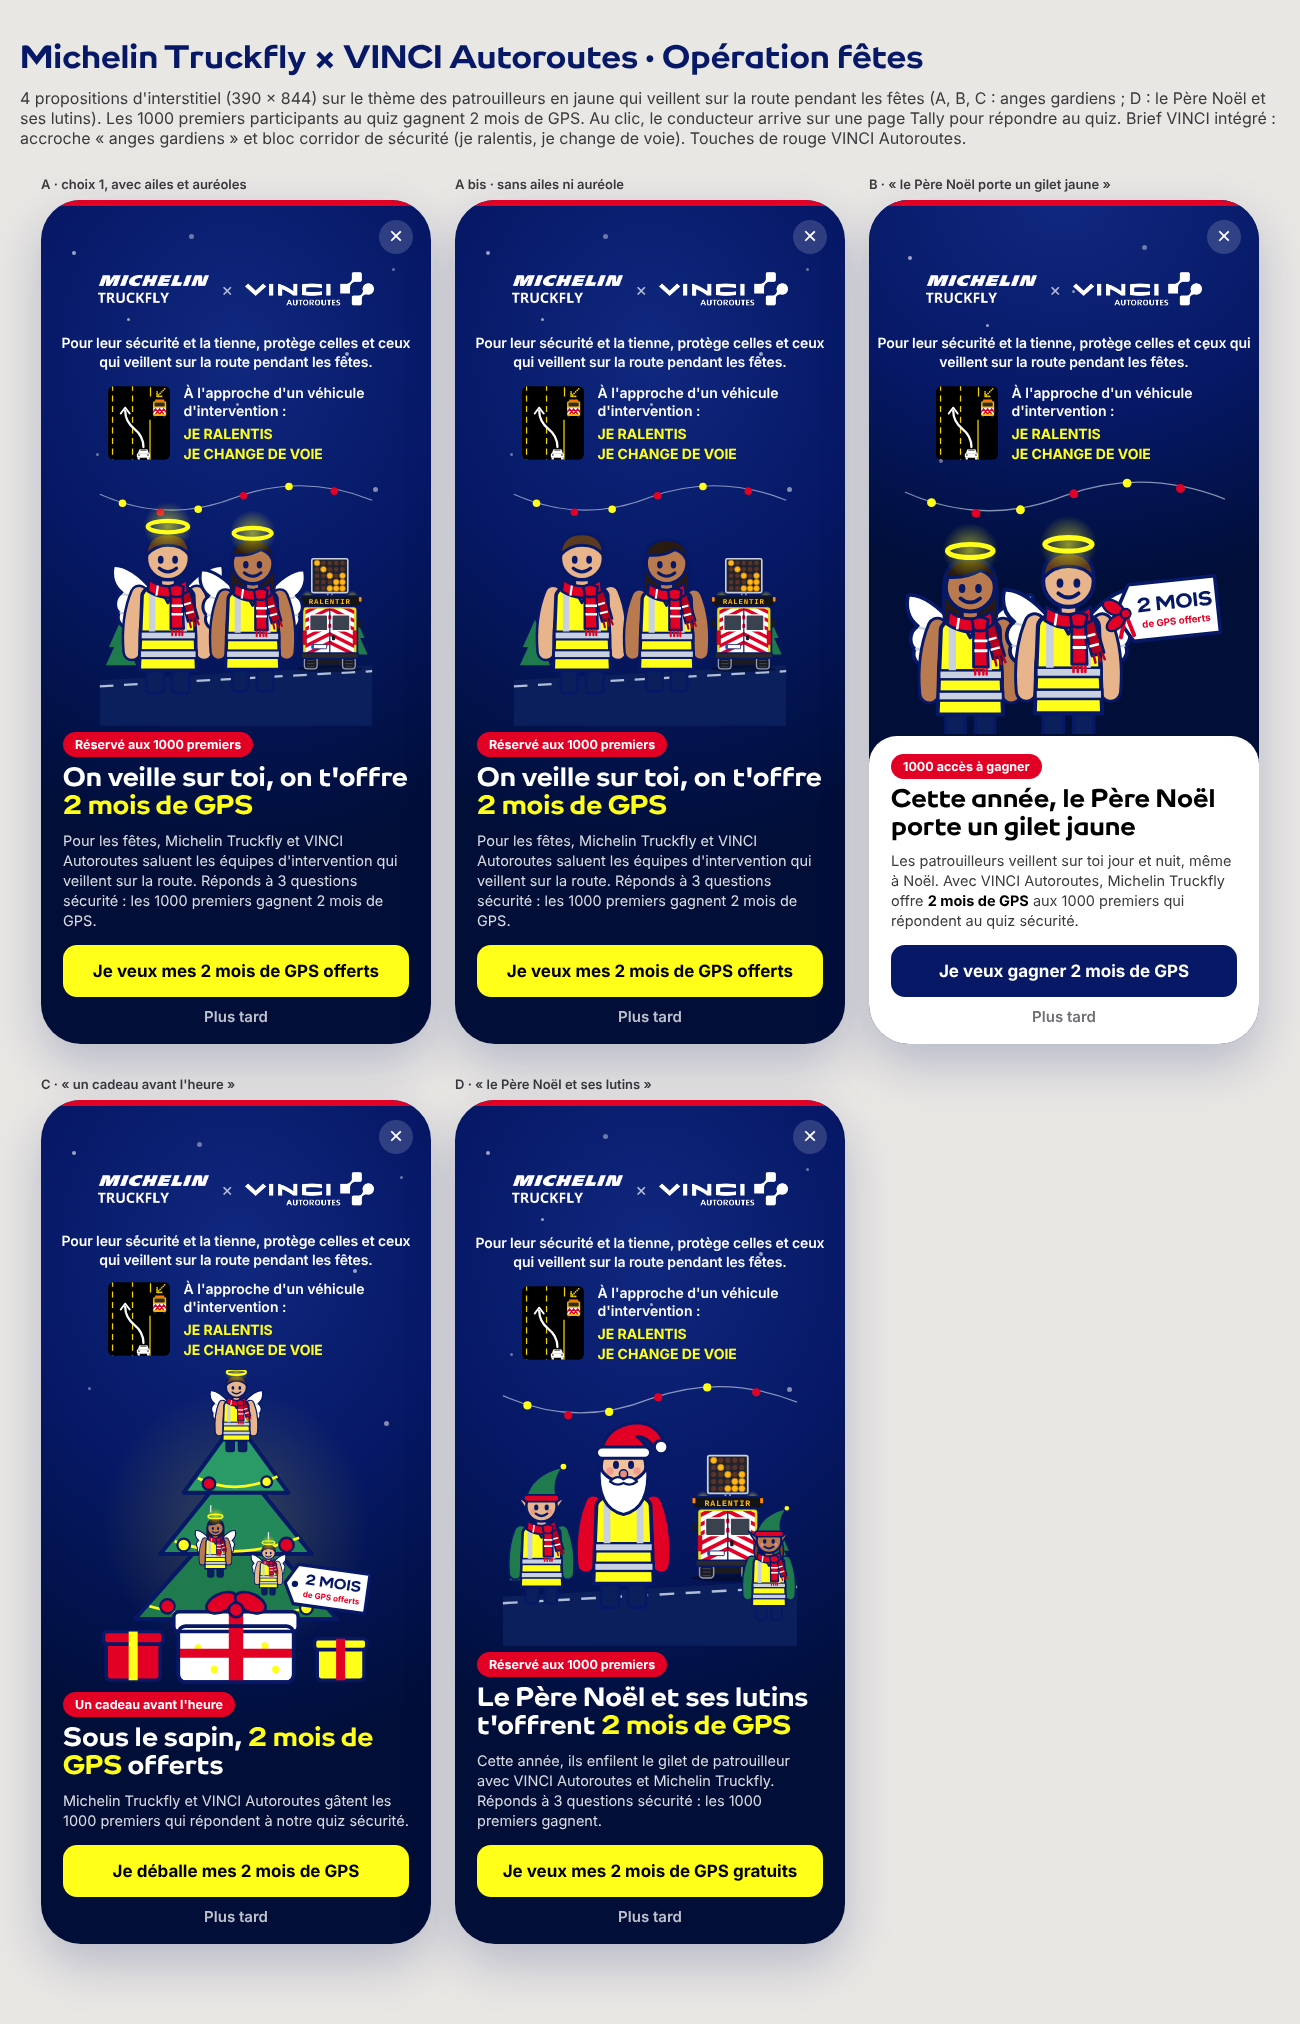 Michelin Truckfly × VINCI Autoroutes · Opération fêtes
4 propositions d'interstitiel (390 × 844) sur le thème des patrouilleurs en jaune qui veillent sur la route pendant les fêtes (A, B, C : anges gardiens ; D : le Père Noël et
ses lutins). Les 1000 premiers participants au quiz gagnent 2 mois de GPS. Au clic, le conducteur arrive sur une page Tally pour répondre au quiz. Brief VINCI intégré :
accroche « anges gardiens » et bloc corridor de sécurité (je ralentis, je change de voie). Touches de rouge VINCI Autoroutes.
A · choix 1, avec ailes et auréoles
✕
MICHELIN
TRUCKFLY
×
VINCI
AUTOROUTES
Pour leur sécurité et la tienne, protège celles et ceux
qui veillent sur la route pendant les fêtes.
À l'approche d'un véhicule
d'intervention :
JE RALENTIS
JE CHANGE DE VOIE
RALENTIR
Réservé aux 1000 premiers
On veille sur toi, on t'offre
2 mois de GPS
Pour les fêtes, Michelin Truckfly et VINCI
Autoroutes saluent les équipes d'intervention qui
veillent sur la route. Réponds à 3 questions
sécurité : les 1000 premiers gagnent 2 mois de
GPS.
Je veux mes 2 mois de GPS offerts
Plus tard
A bis · sans ailes ni auréole
✕
MICHELIN
TRUCKFLY
×
VINCI
AUTOROUTES
Pour leur sécurité et la tienne, protège celles et ceux
qui veillent sur la route pendant les fêtes.
À l'approche d'un véhicule
d'intervention :
JE RALENTIS
JE CHANGE DE VOIE
RALENTIR
Réservé aux 1000 premiers
On veille sur toi, on t'offre
2 mois de GPS
Pour les fêtes, Michelin Truckfly et VINCI
Autoroutes saluent les équipes d'intervention qui
veillent sur la route. Réponds à 3 questions
sécurité : les 1000 premiers gagnent 2 mois de
GPS.
Je veux mes 2 mois de GPS offerts
Plus tard
B · « le Père Noël porte un gilet jaune »
✕
MICHELIN
TRUCKFLY
×
VINCI
AUTOROUTES
Pour leur sécurité et la tienne, protège celles et ceux qui
veillent sur la route pendant les fêtes.
À l'approche d'un véhicule
d'intervention :
JE RALENTIS
JE CHANGE DE VOIE
2 MOIS
de GPS offerts
1000 accès à gagner
Cette année, le Père Noël
porte un gilet jaune
Les patrouilleurs veillent sur toi jour et nuit, même
à Noël. Avec VINCI Autoroutes, Michelin Truckfly
offre 2 mois de GPS aux 1000 premiers qui
répondent au quiz sécurité.
Je veux gagner 2 mois de GPS
Plus tard
C · « un cadeau avant l'heure »
✕
MICHELIN
TRUCKFLY
×
VINCI
AUTOROUTES
Pour leur sécurité et la tienne, protège celles et ceux
qui veillent sur la route pendant les fêtes.
À l'approche d'un véhicule
d'intervention :
JE RALENTIS
JE CHANGE DE VOIE
2 MOIS
de GPS offerts
Un cadeau avant l'heure
Sous le sapin, 2 mois de
GPS offerts
Michelin Truckfly et VINCI Autoroutes gâtent les
1000 premiers qui répondent à notre quiz sécurité.
Je déballe mes 2 mois de GPS
Plus tard
D · « le Père Noël et ses lutins »
✕
MICHELIN
TRUCKFLY
×
VINCI
AUTOROUTES
Pour leur sécurité et la tienne, protège celles et ceux
qui veillent sur la route pendant les fêtes.
À l'approche d'un véhicule
d'intervention :
JE RALENTIS
JE CHANGE DE VOIE
RALENTIR
Réservé aux 1000 premiers
Le Père Noël et ses lutins
t'offrent 2 mois de GPS
Cette année, ils enfilent le gilet de patrouilleur
avec VINCI Autoroutes et Michelin Truckfly.
Réponds à 3 questions sécurité : les 1000
premiers gagnent.
Je veux mes 2 mois de GPS gratuits
Plus tard